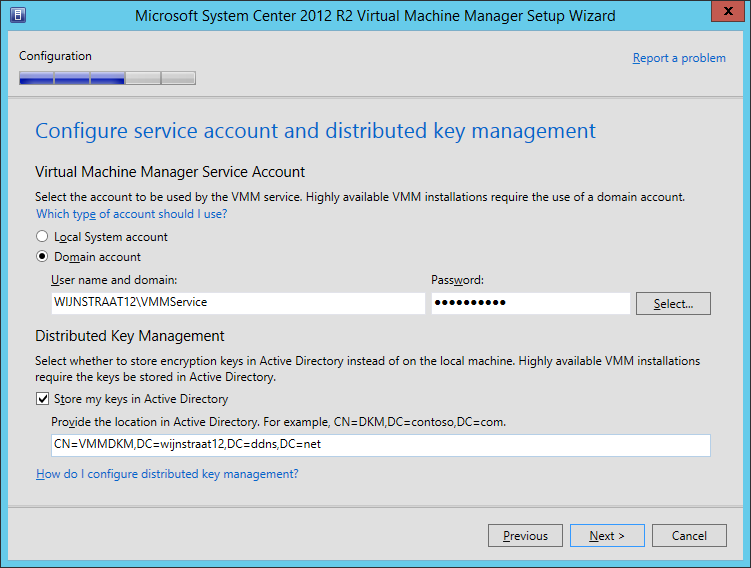 Microsoft System Center 2012 R2 Virtual Machine Manager Setup Wizard
x
Configuration
Report a problem
Configure service account and distributed key management
Virtual Machine Manager Service Account
Select the account to be used by the VMM service. Highly available VMM installations require the use of a domain account.
Which type of account should I use?
Local System account
Domain account
User name and domain: Password:
WIJNSTRAAT12\VMMService ●●●●●●●●●● Select...
Distributed Key Management
Select whether to store encryption keys in Active Directory instead of on the local machine. Highly available VMM installations
require the keys be stored in Active Directory.
Store my keys in Active Directory
Provide the location in Active Directory. For example, CN=DKM,DC=contoso,DC=com.
CN=VMMDKM,DC=wijnstraat12,DC=ddns,DC=net
How do I configure distributed key management?
Previous Next > Cancel